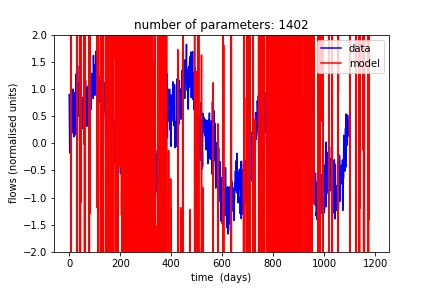 number of parameters: 1402
data
model
2.0
1.5
1.0
0.5
0.0
−0.5
−1.0
−1.5
−2.0
flows (normalised units)
0 200 400 600 800 1000 1200
time (days)